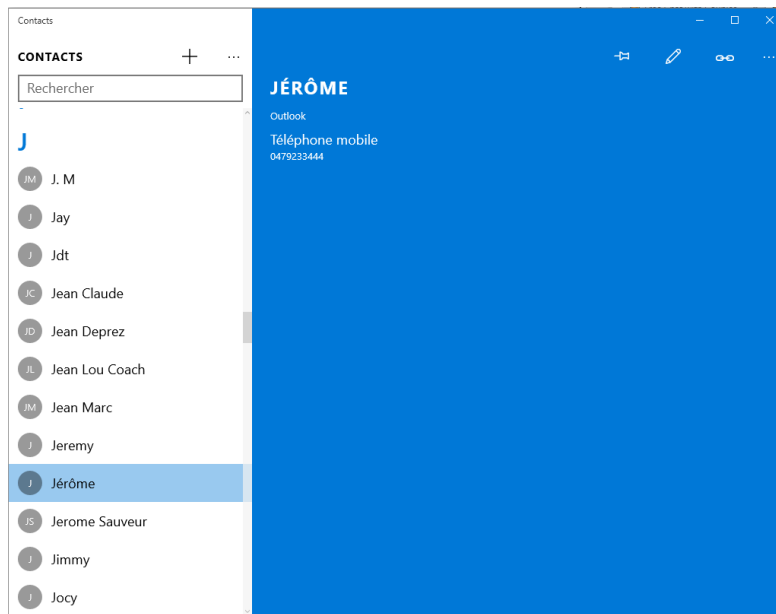 Contacts
CONTACTS
Rechercher
J
JM J. M
J Jay
J Jdt
JC Jean Claude
JD Jean Deprez
JL Jean Lou Coach
JM Jean Marc
J Jeremy
J Jérôme
JS Jerome Sauveur
J Jimmy
J Jocy
JÉRÔME
Outlook
Téléphone mobile
0479233444